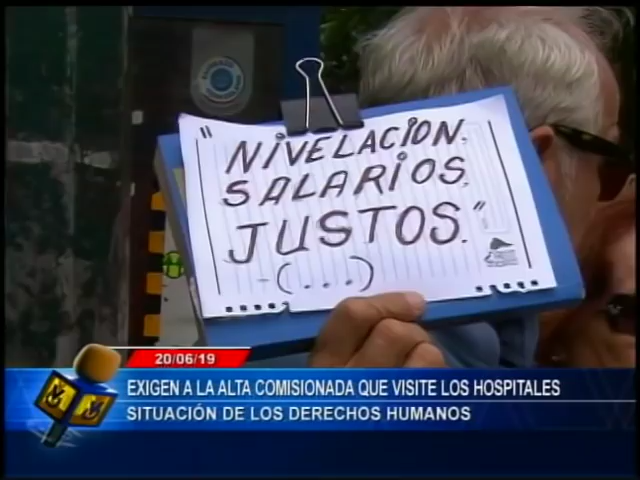 "NIVELACION,
SALARIOS,
JUSTOS."
- (...)
20/06/19
EXIGEN A LA ALTA COMISIONADA QUE VISITE LOS HOSPITALES
SITUACIÓN DE LOS DERECHOS HUMANOS